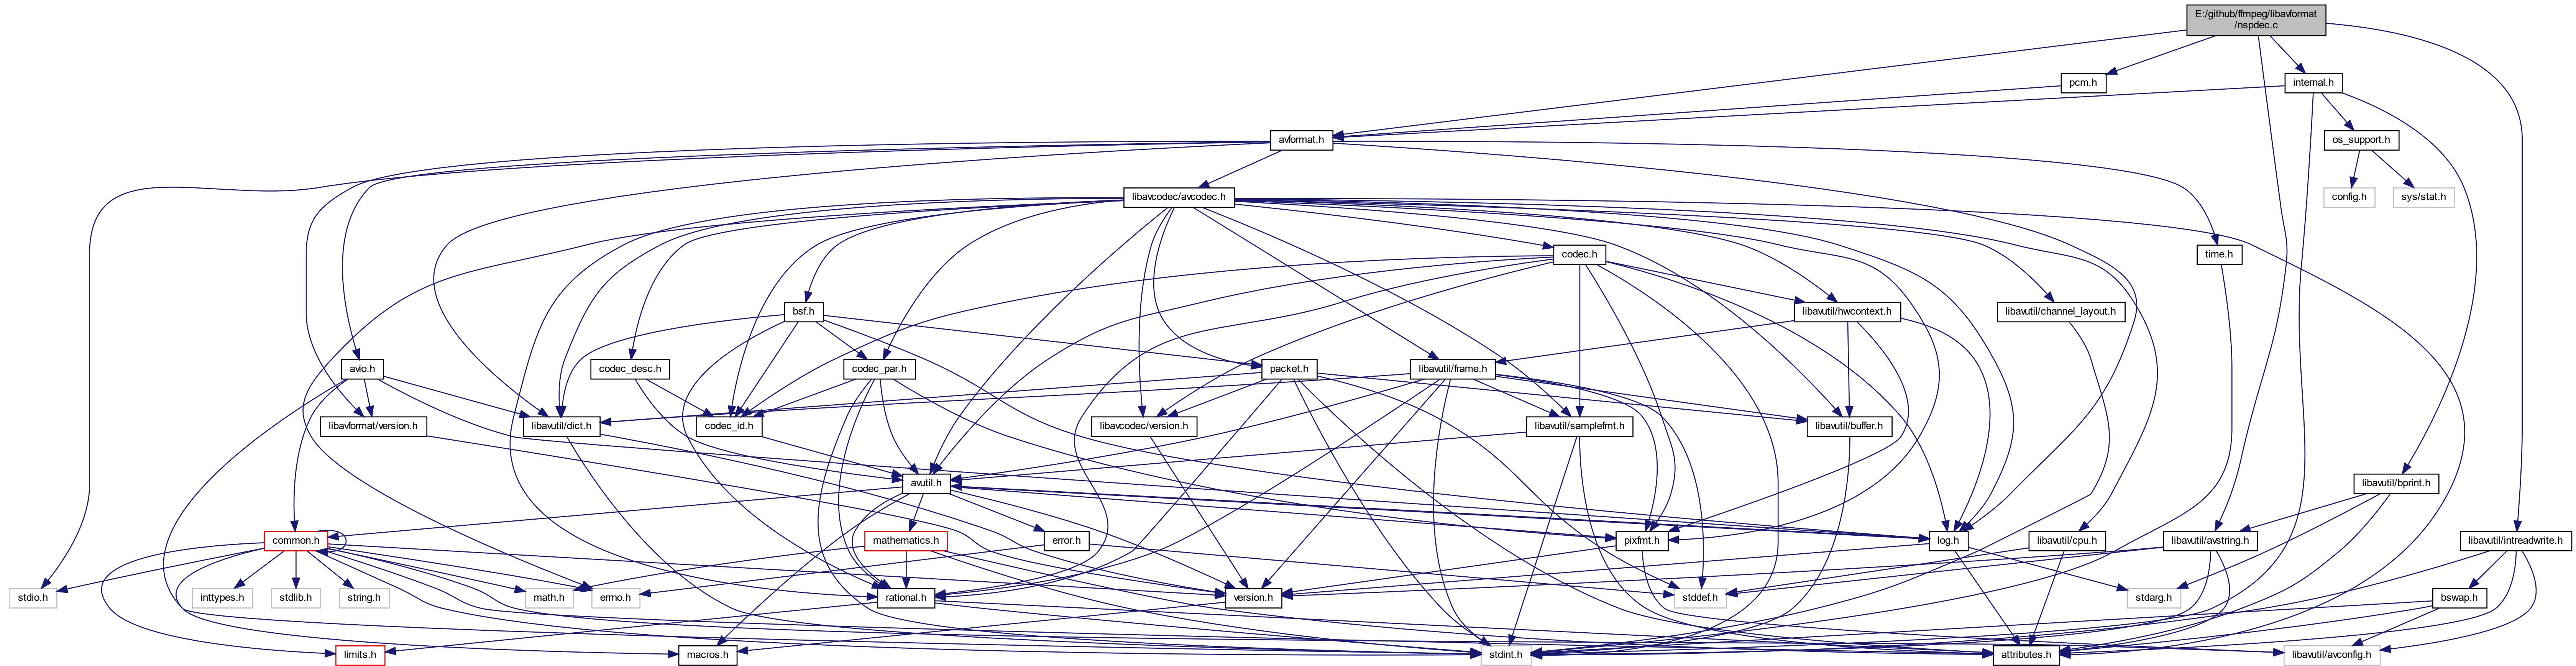 E:/github/ffmpeg/libavformat
/nspdec.c
pcm.h
internal.h
avformat.h
os_support.h
libavcodec/avcodec.h
config.h
sys/stat.h
codec.h
time.h
bsf.h
libavutil/hwcontext.h
libavutil/channel_layout.h
avio.h
codec_desc.h
codec_par.h
packet.h
libavutil/frame.h
libavformat/version.h
libavutil/dict.h
codec_id.h
libavcodec/version.h
libavutil/samplefmt.h
libavutil/buffer.h
avutil.h
libavutil/bprint.h
common.h
mathematics.h
error.h
pixfmt.h
log.h
libavutil/cpu.h
libavutil/avstring.h
libavutil/intreadwrite.h
stdio.h
inttypes.h
stdlib.h
string.h
math.h
errno.h
rational.h
version.h
stddef.h
stdarg.h
bswap.h
limits.h
macros.h
stdint.h
attributes.h
libavutil/avconfig.h